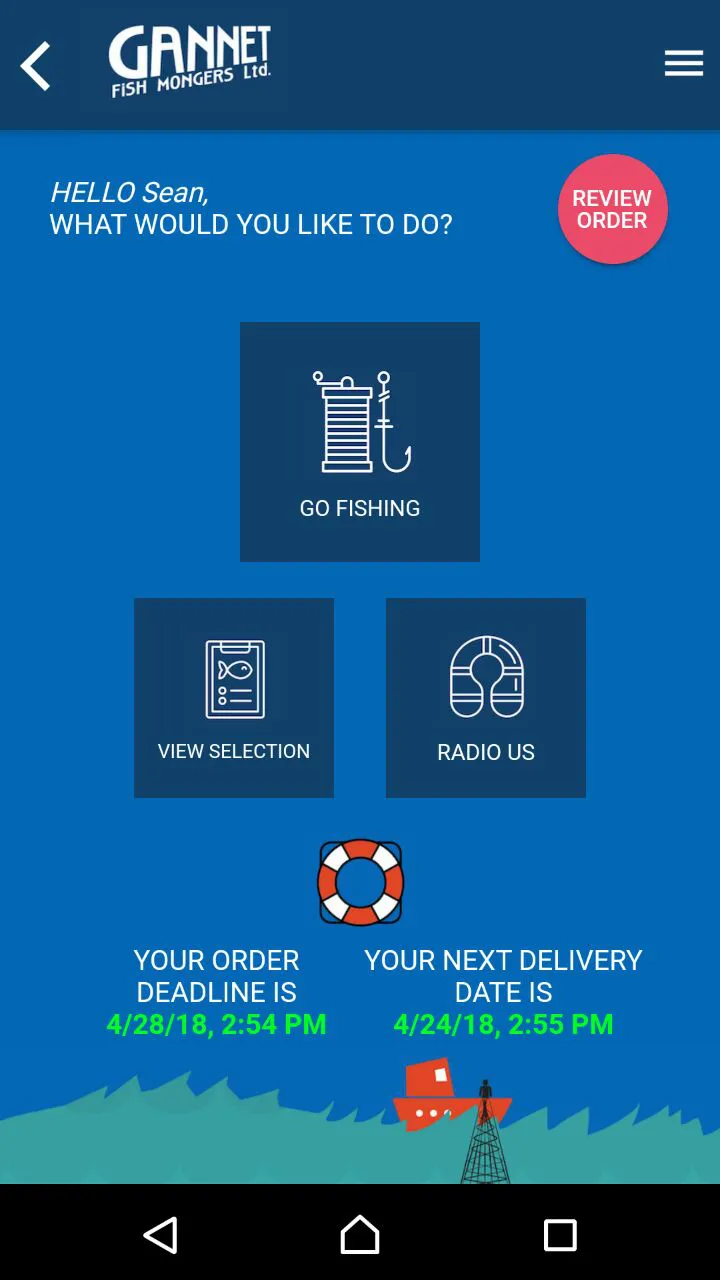 GANNET
FISH MONGERS Ltd.
HELLO Sean,
WHAT WOULD YOU LIKE TO DO?
REVIEW
ORDER
GO FISHING
VIEW SELECTION
RADIO US
YOUR ORDER
DEADLINE IS
4/28/18, 2:54 PM
YOUR NEXT DELIVERY
DATE IS
4/24/18, 2:55 PM